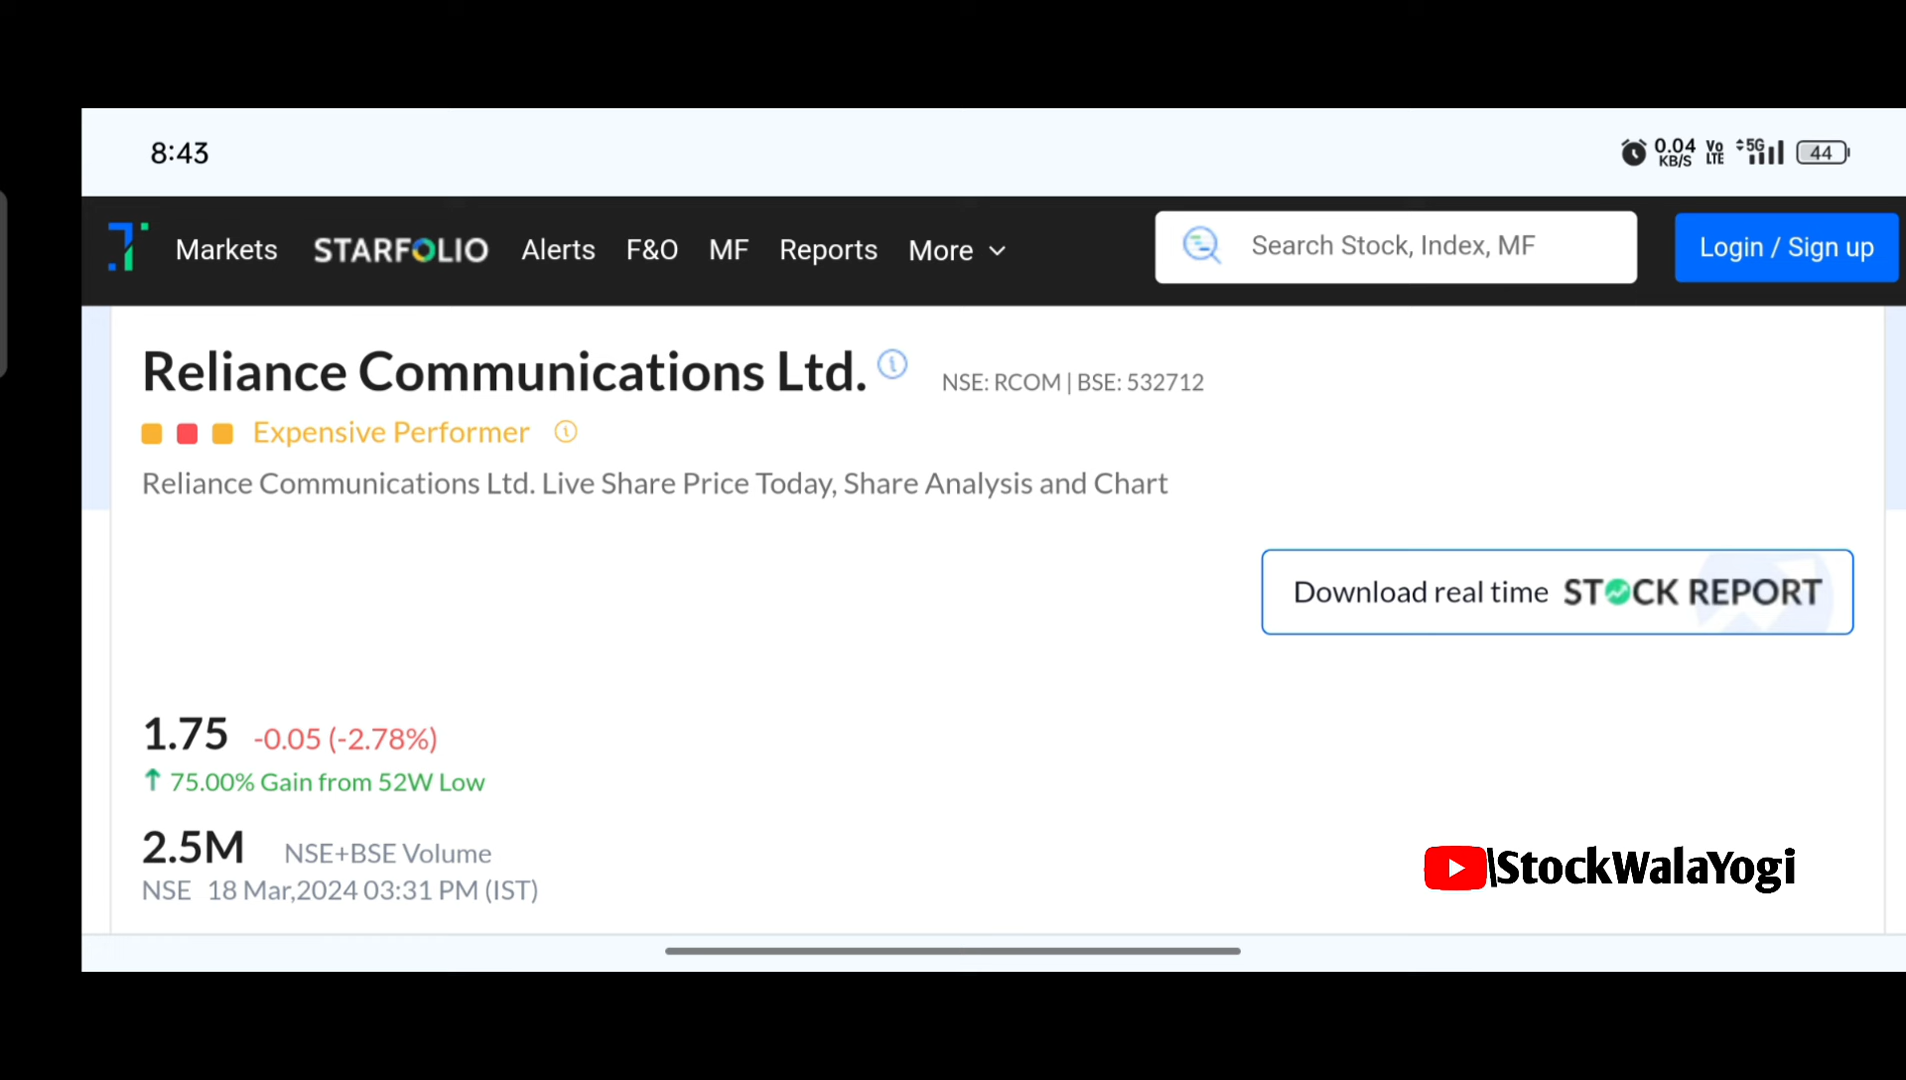 8:43 0.04 KB/S Vo LTE 5G 44
Markets STARFOLIO Alerts F&O MF Reports More Search Stock, Index, MF Login / Sign up
Reliance Communications Ltd. NSE: RCOM | BSE: 532712
Expensive Performer
Reliance Communications Ltd. Live Share Price Today, Share Analysis and Chart
Download real time STOCK REPORT
1.75 -0.05 (-2.78%)
↑ 75.00% Gain from 52W Low
2.5M NSE+BSE Volume
\StockWalaYogi
NSE 18 Mar,2024 03:31 PM (IST)